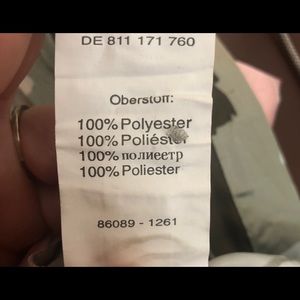 DE 811 171 760
Oberstoff:
100% Polyester
100% Poliéster
100% полиеетр
100% Poliester
86089 - 1261